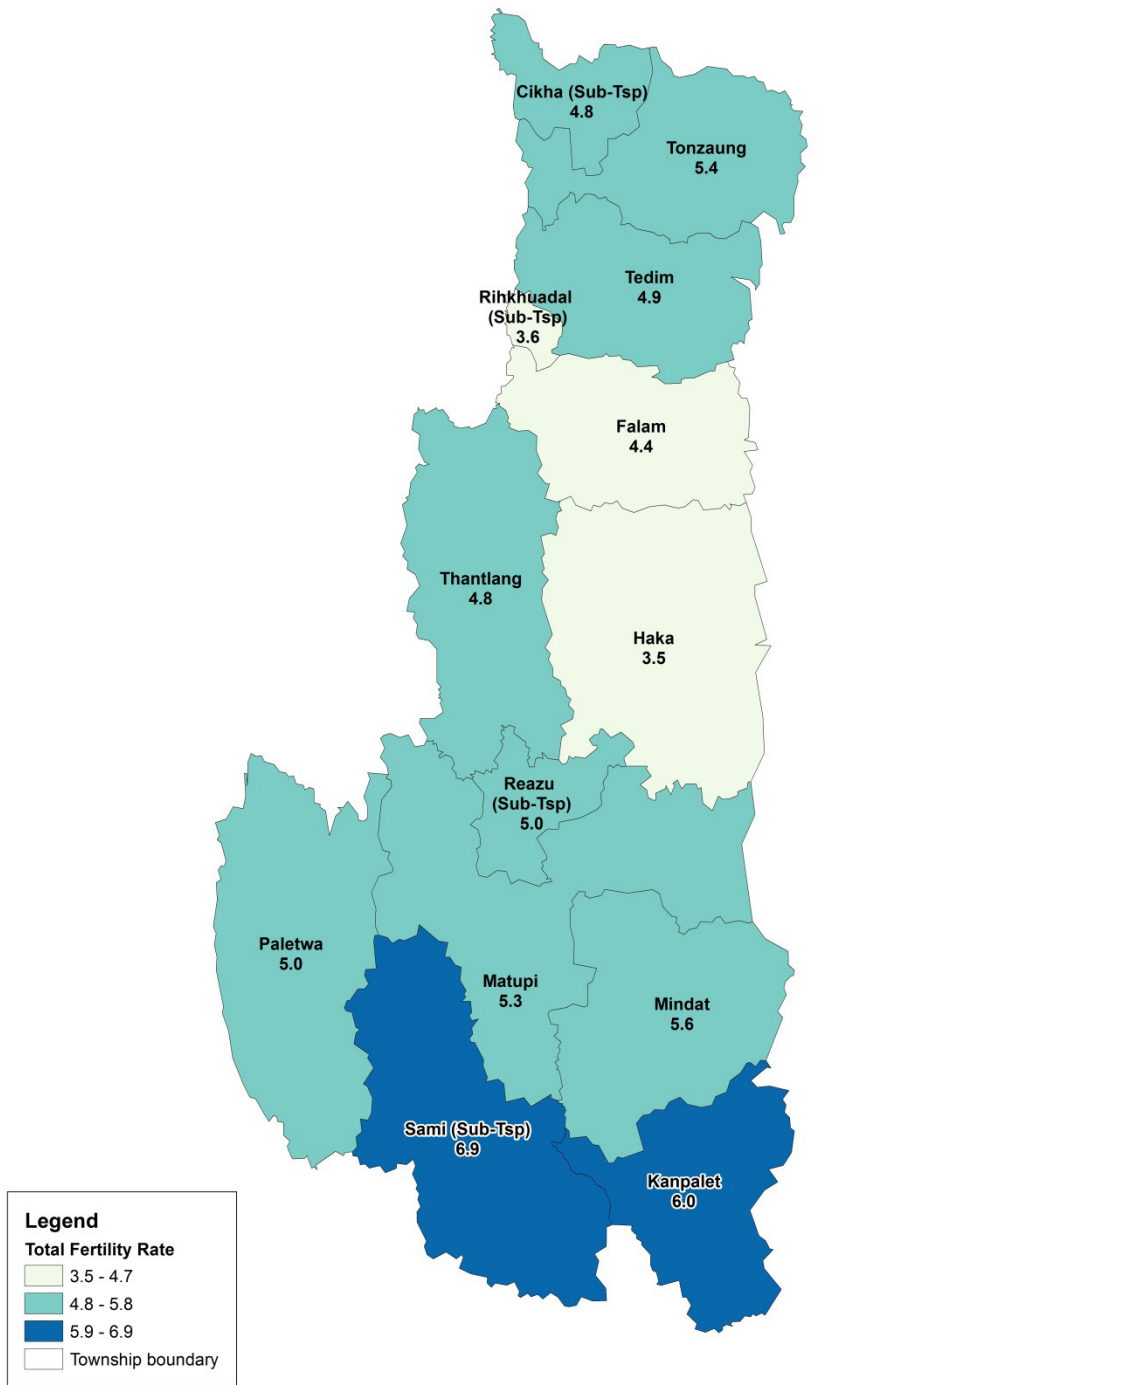 Cikha (Sub-Tsp)
4.8
Tonzaung
5.4
Tedim
4.9
Rihkhuadal
(Sub-Tsp)
3.6
Falam
4.4
Thantlang
4.8
Haka
3.5
Reazu
(Sub-Tsp)
5.0
Paletwa
5.0
Matupi
5.3
Mindat
5.6
Sami (Sub-Tsp)
6.9
Kanpalet
6.0
Legend
Total Fertility Rate
3.5 - 4.7
4.8 - 5.8
5.9 - 6.9
Township boundary